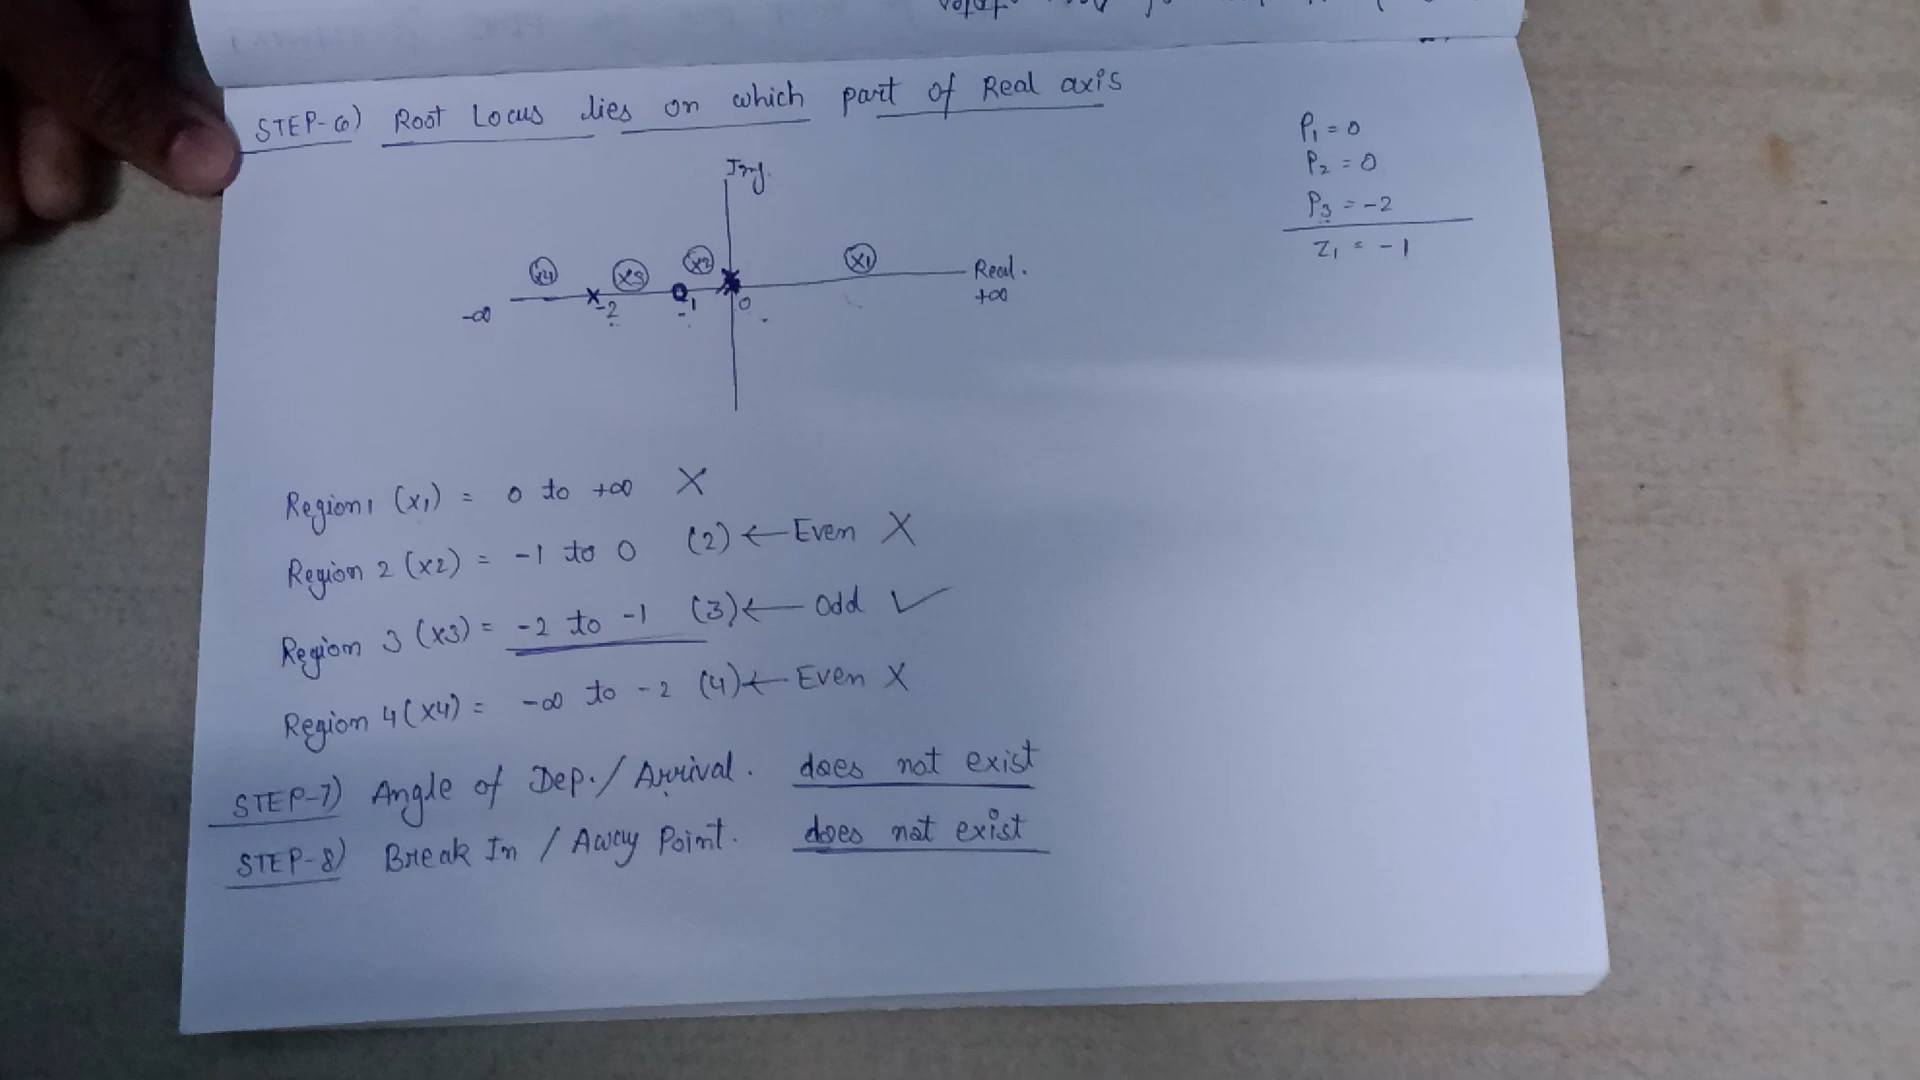 STEP-6) Root Locus lies on which part of Real axis
P₁ = 0
P₂ = 0
P₃ = -2
Z₁ = -1
Img.
x4 x3 x2 x1
Real.
-∞ -2 -1 0 +∞
Region 1 (x1) = 0 to +∞ X
Region 2 (x2) = -1 to 0 (2) ← Even X
Region 3 (x3) = -2 to -1 (3) ← Odd ✓
Region 4 (x4) = -∞ to -2 (4) ← Even X
STEP-7) Angle of Dep. / Arrival. does not exist
STEP-8) Break In / Away Point. does not exist